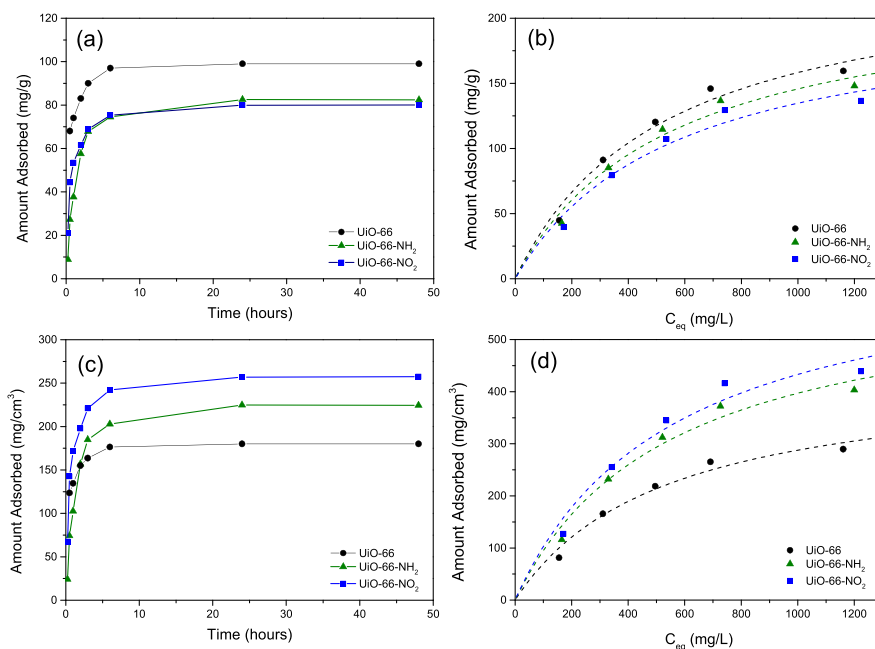 (a)
Amount Adsorbed (mg/g)
120
100
80
60
40
20
0
0 10 20 30 40 50
Time (hours)
UiO-66
UiO-66-NH₂
UiO-66-NO₂
(b)
Amount Adsorbed (mg/g)
200
150
100
50
0
0 200 400 600 800 1000 1200
C_eq (mg/L)
UiO-66
UiO-66-NH₂
UiO-66-NO₂
(c)
Amount Adsorbed (mg/cm³)
300
250
200
150
100
50
25
0
0 10 20 30 40 50
Time (hours)
UiO-66
UiO-66-NH₂
UiO-66-NO₂
(d)
Amount Adsorbed (mg/cm³)
500
400
300
200
100
0
0 200 400 600 800 1000 1200
C_eq (mg/L)
UiO-66
UiO-66-NH₂
UiO-66-NO₂